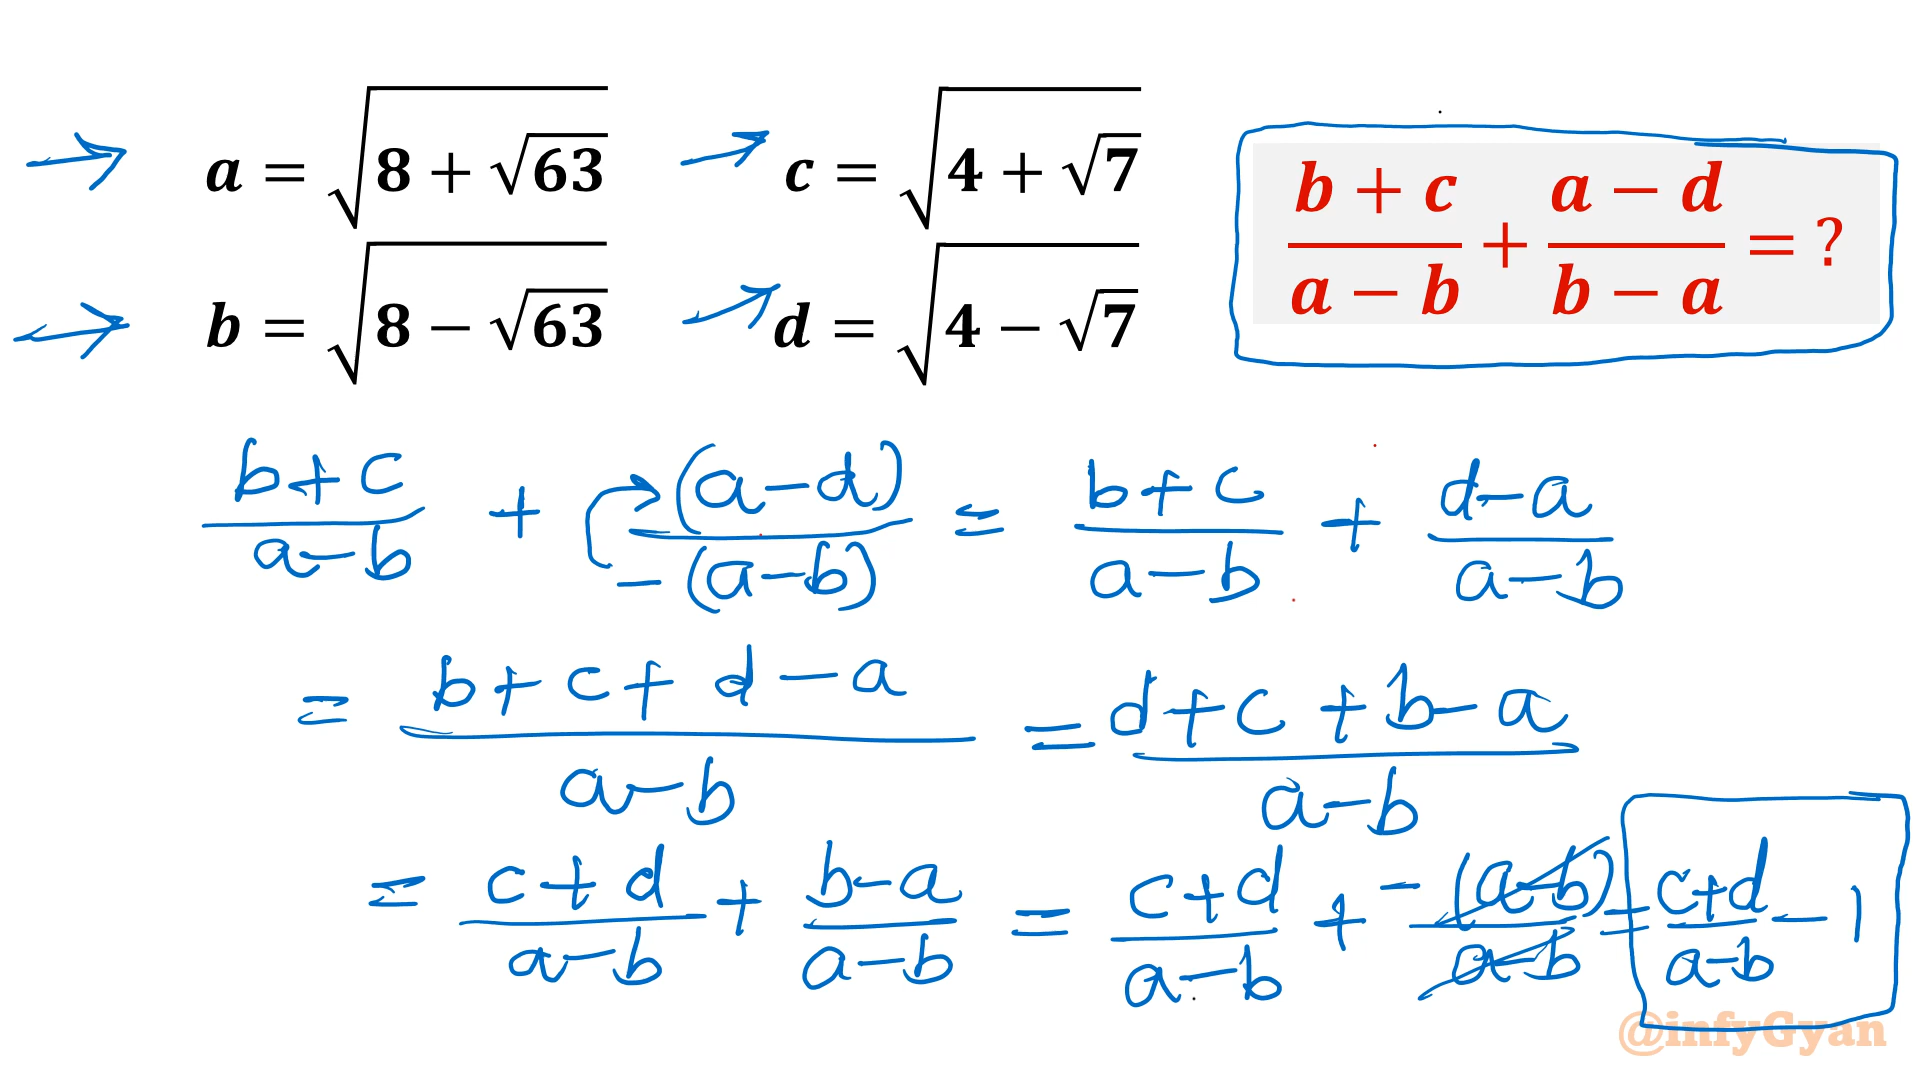 a = √(8 + √63)   c = √(4 + √7)
b = √(8 − √63)   d = √(4 − √7)
(b + c)/(a − b) + (a − d)/(b − a) = ?
(b+c)/(a−b) + (a−d)/−(a−b) = (b+c)/(a−b) + (d−a)/(a−b)
= (b+c+d−a)/(a−b) = (d+c+b−a)/(a−b)
= (c+d)/(a−b) + (b−a)/(a−b) = (c+d)/(a−b) + −(a−b)/(a−b) = (c+d)/(a−b) − 1
@infyGyan